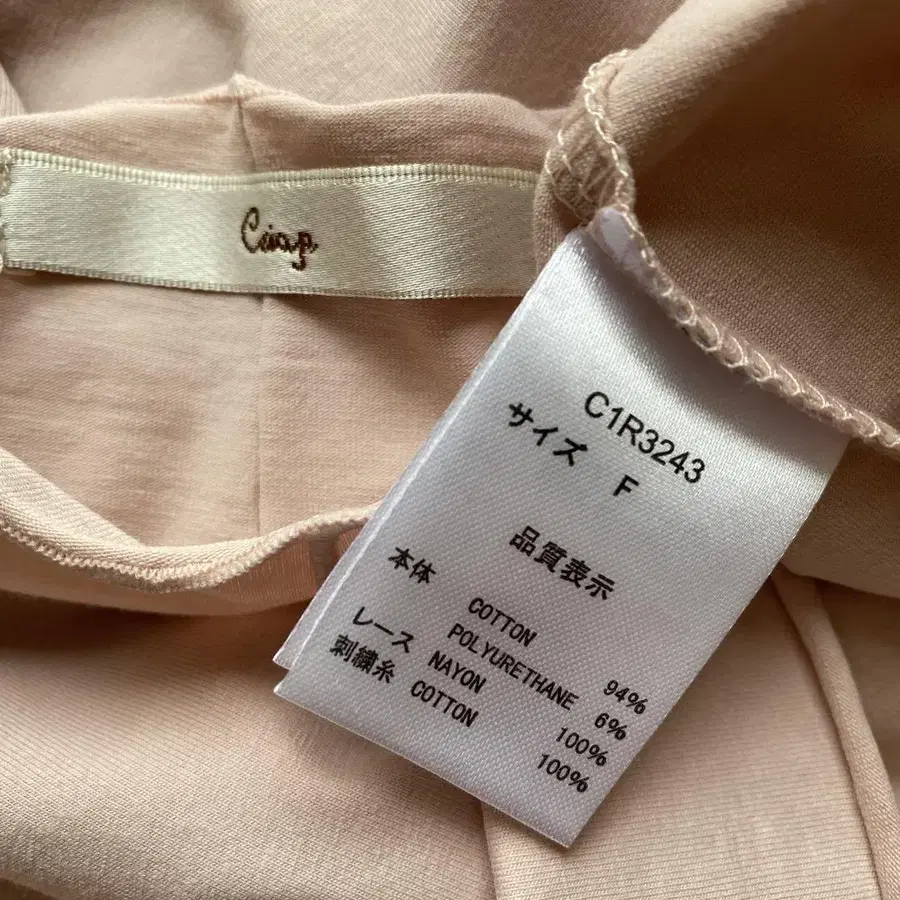 Ciap
C1R3243
サイズ F
品質表示
本体 COTTON 94%
POLYURETHANE 6%
レース NAYON 100%
刺繍糸 COTTON 100%